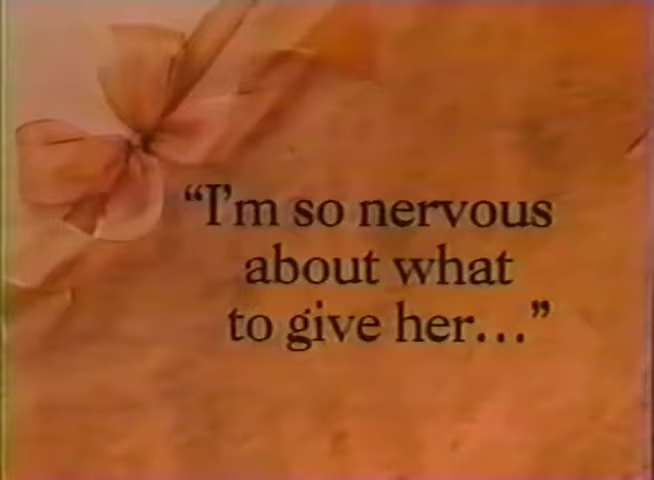 “I’m so nervous
about what
to give her...”